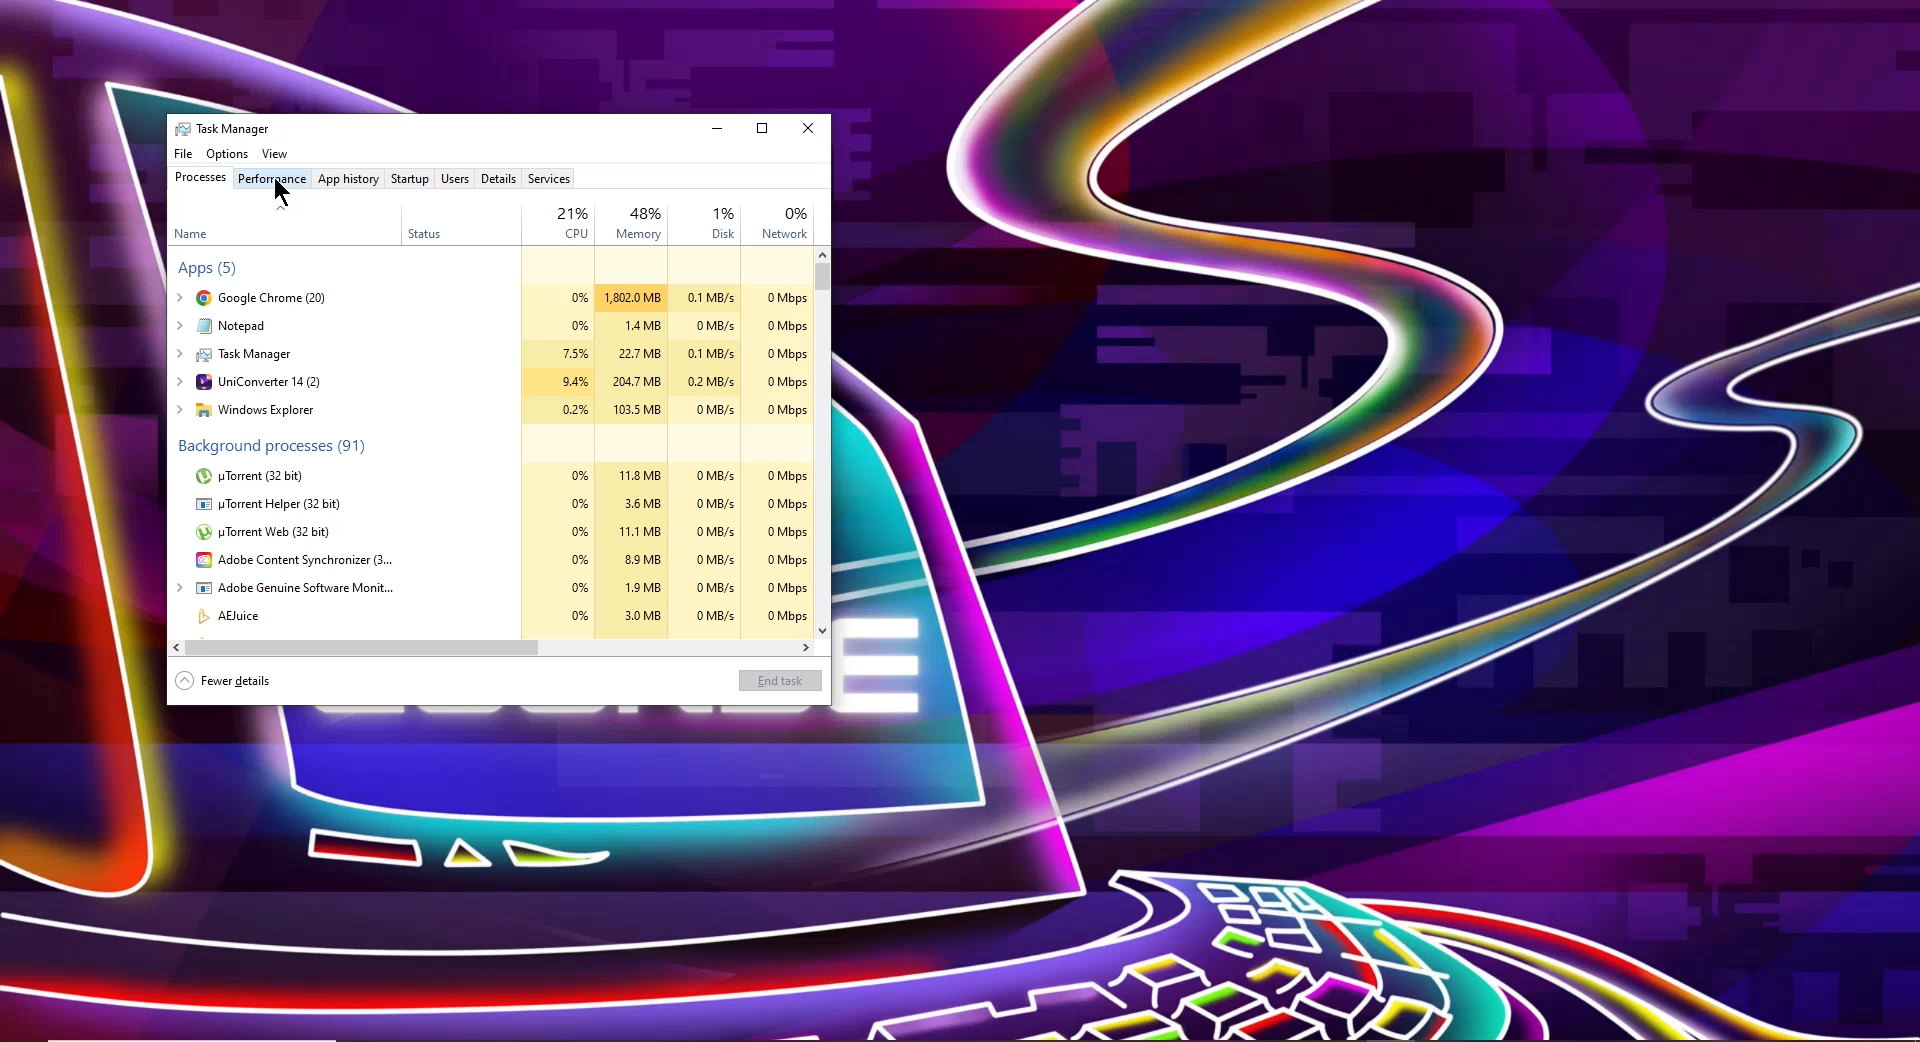 Task Manager
File Options View
Processes Performance App history Startup Users Details Services
21% 48% 1% 0%
Name Status CPU Memory Disk Network
Apps (5)
Google Chrome (20) 0% 1,802.0 MB 0.1 MB/s 0 Mbps
Notepad 0% 1.4 MB 0 MB/s 0 Mbps
Task Manager 7.5% 22.7 MB 0.1 MB/s 0 Mbps
UniConverter 14 (2) 9.4% 204.7 MB 0.2 MB/s 0 Mbps
Windows Explorer 0.2% 103.5 MB 0 MB/s 0 Mbps
Background processes (91)
µTorrent (32 bit) 0% 11.8 MB 0 MB/s 0 Mbps
µTorrent Helper (32 bit) 0% 3.6 MB 0 MB/s 0 Mbps
µTorrent Web (32 bit) 0% 11.1 MB 0 MB/s 0 Mbps
Adobe Content Synchronizer (3... 0% 8.9 MB 0 MB/s 0 Mbps
Adobe Genuine Software Monit... 0% 1.9 MB 0 MB/s 0 Mbps
AEJuice 0% 3.0 MB 0 MB/s 0 Mbps
Fewer details End task